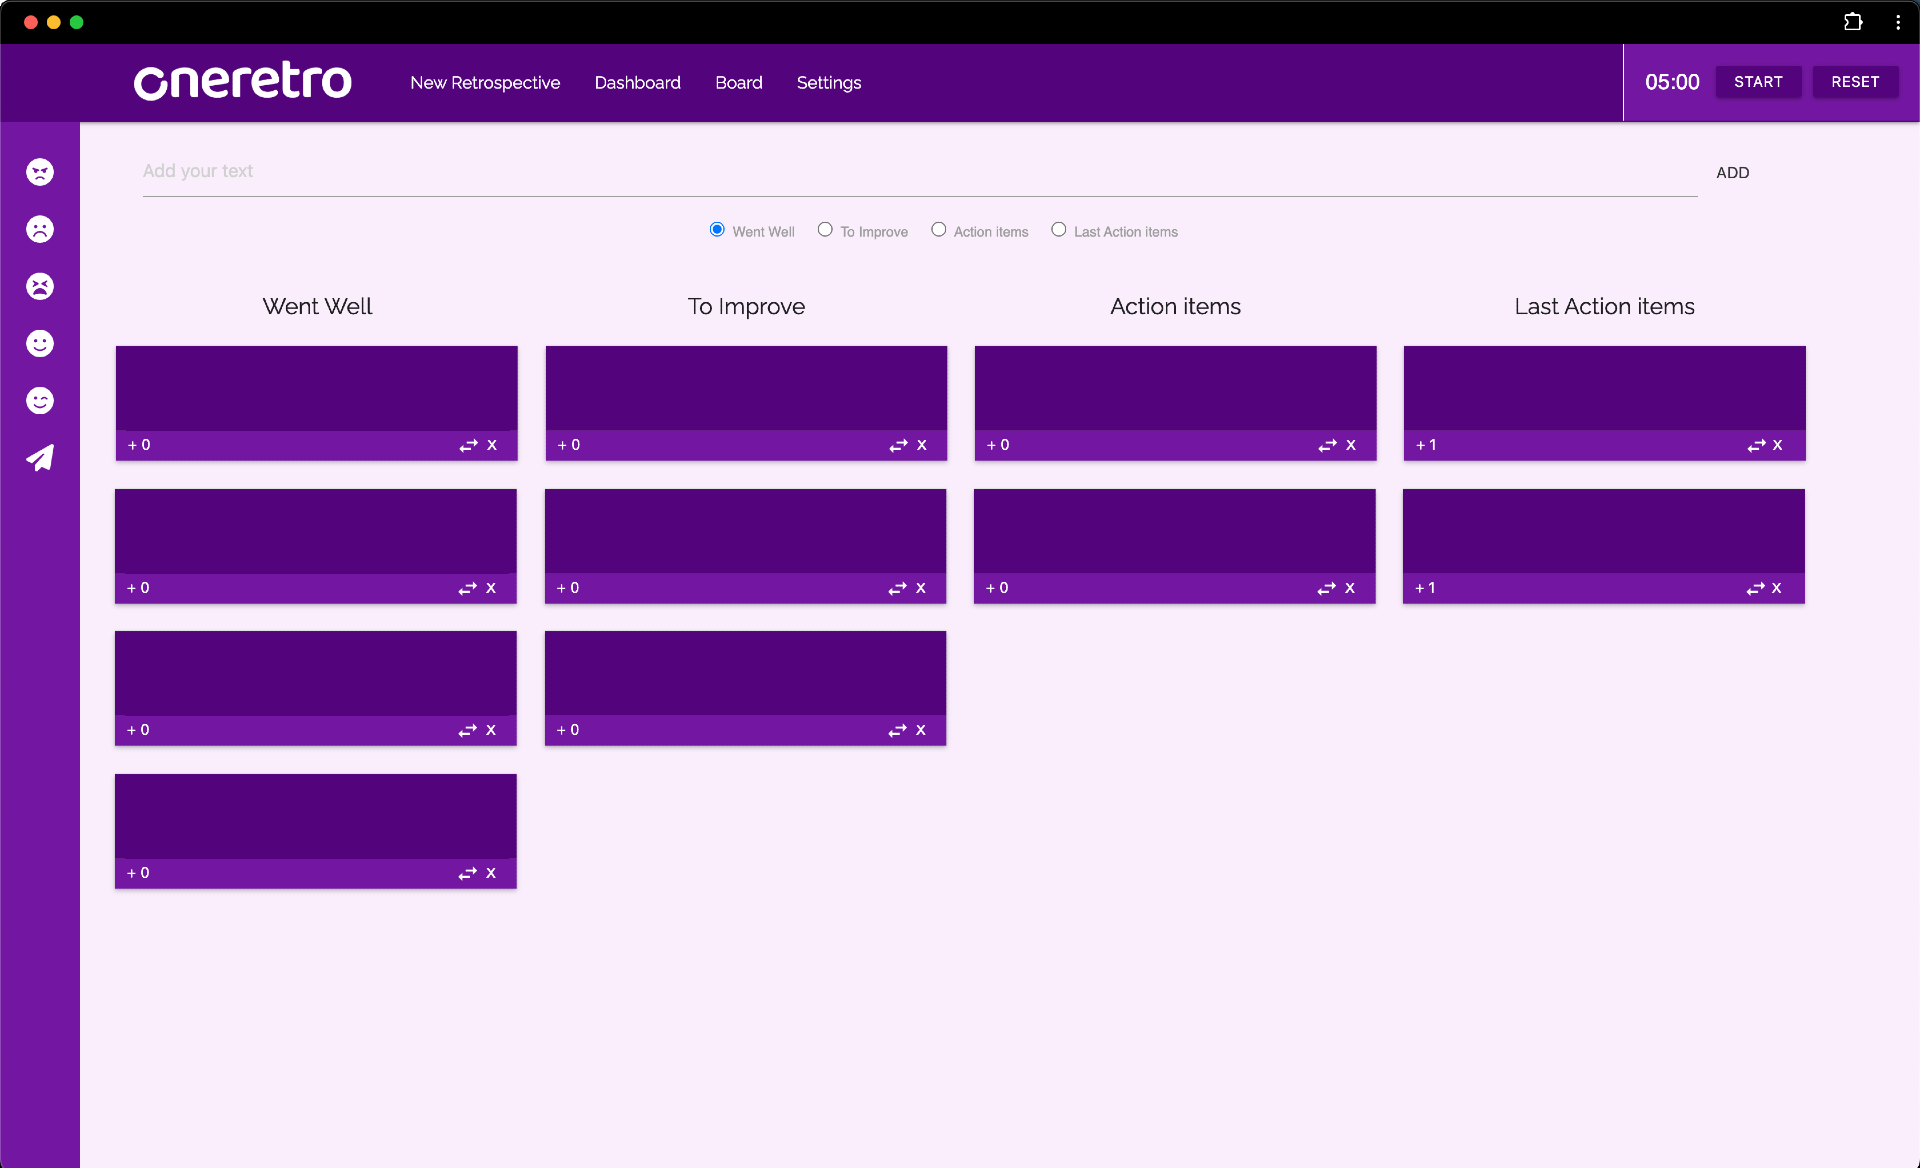 oneretro New Retrospective Dashboard Board Settings 05:00 START RESET
Add your text ADD
Went Well To Improve Action items Last Action items
Went Well To Improve Action items Last Action items
+ 0 X + 0 X + 0 X + 1 X
+ 0 X + 0 X + 0 X + 1 X
+ 0 X + 0 X
+ 0 X